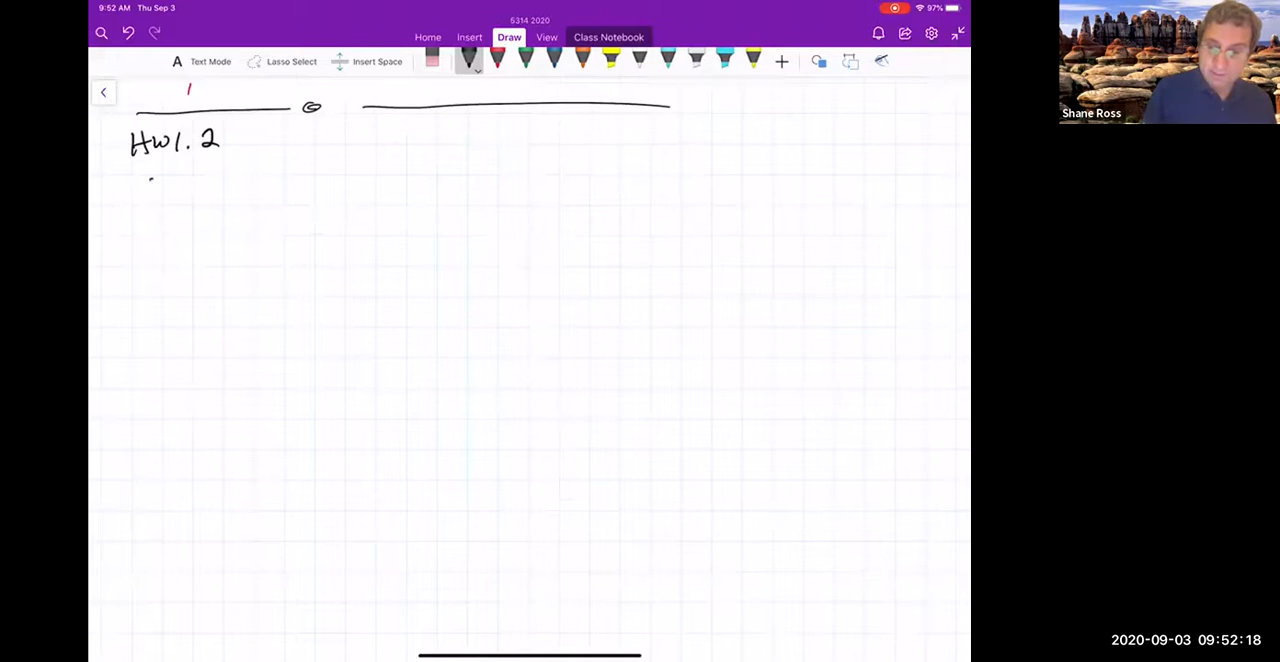 9:52 AM Thu Sep 3
97%
5314 2020
Home Insert Draw View Class Notebook
A Text Mode Lasso Select Insert Space
HW1.2
Shane Ross
2020-09-03 09:52:18